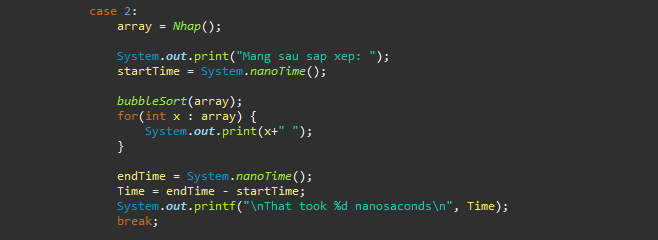 case 2:
array = Nhap();
System.out.print("Mang sau sap xep: ");
startTime = System.nanoTime();
bubbleSort(array);
for(int x : array) {
System.out.print(x+" ");
}
endTime = System.nanoTime();
Time = endTime - startTime;
System.out.printf("\nThat took %d nanosaconds\n", Time);
break;